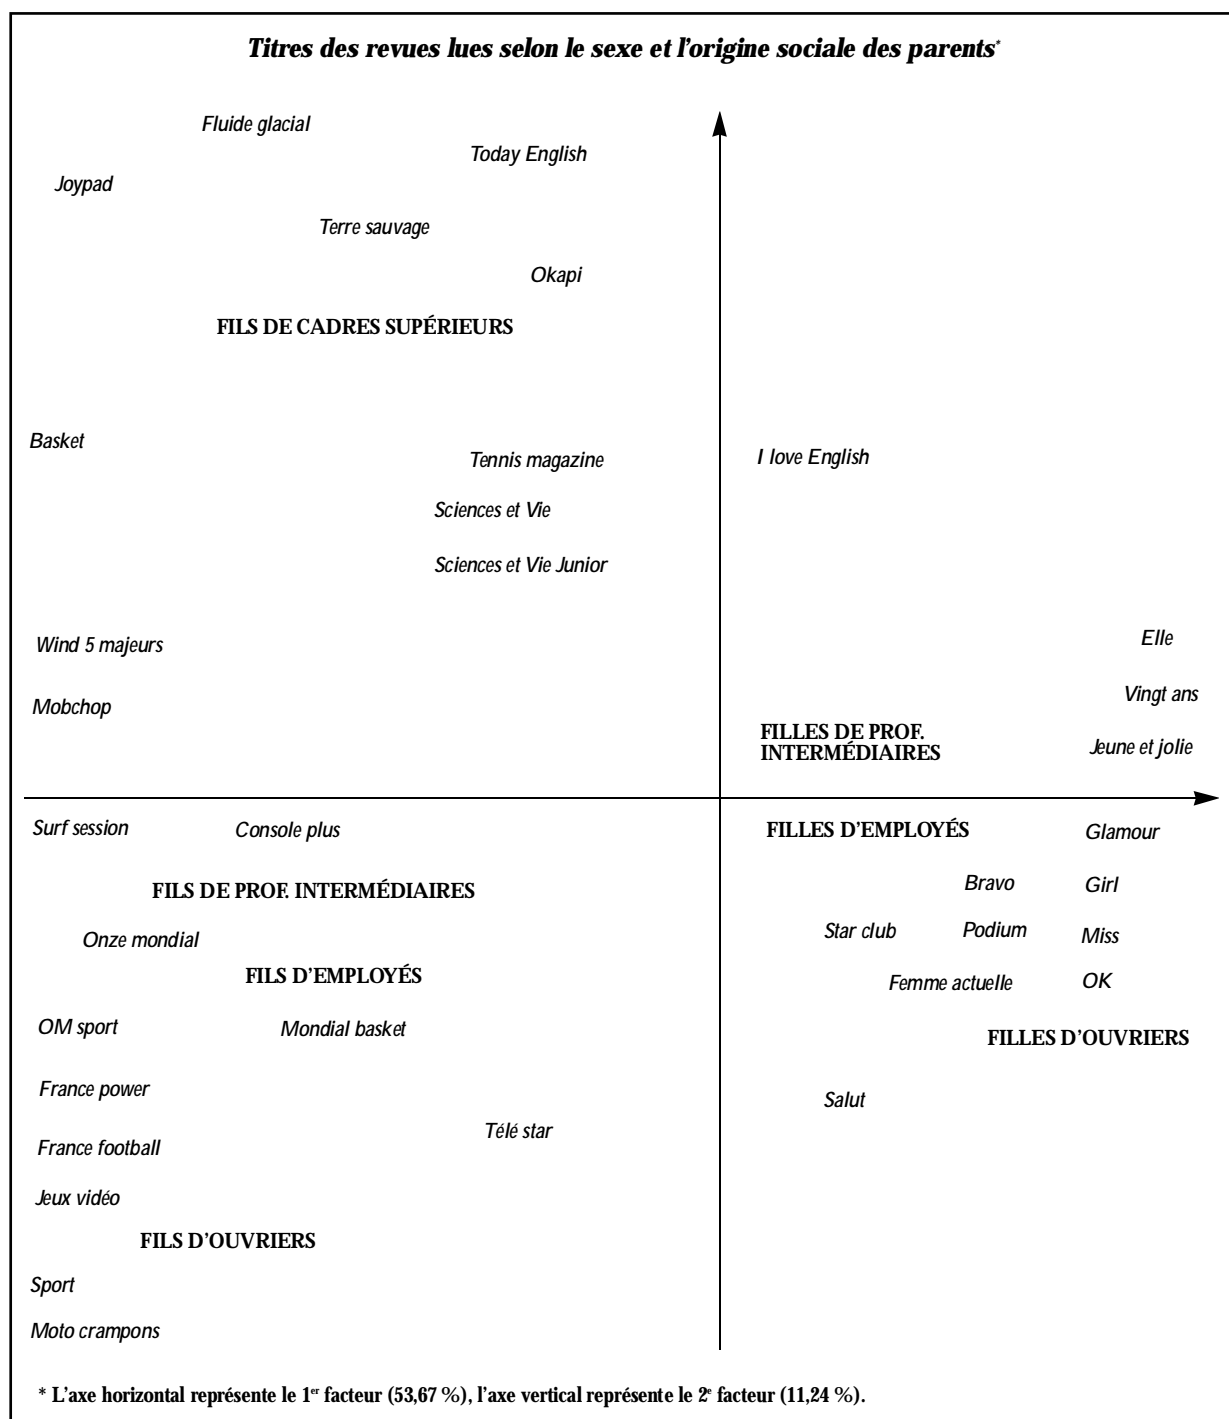 Titres des revues lues selon le sexe et l'origine sociale des parents*
Fluide glacial
Today English
Joypad
Terre sauvage
Okapi
FILS DE CADRES SUPÉRIEURS
Basket
Tennis magazine
I love English
Sciences et Vie
Sciences et Vie Junior
Wind 5 majeurs
Elle
Mobchop
Vingt ans
FILLES DE PROF.
INTERMÉDIAIRES
Jeune et jolie
Surf session
Console plus
FILLES D'EMPLOYÉS
Glamour
FILS DE PROF. INTERMÉDIAIRES
Bravo
Girl
Onze mondial
Star club
Podium
Miss
FILS D'EMPLOYÉS
Femme actuelle
OK
OM sport
Mondial basket
FILLES D'OUVRIERS
France power
Salut
France football
Télé star
Jeux vidéo
FILS D'OUVRIERS
Sport
Moto crampons
* L'axe horizontal représente le 1er facteur (53,67 %), l'axe vertical représente le 2e facteur (11,24 %).